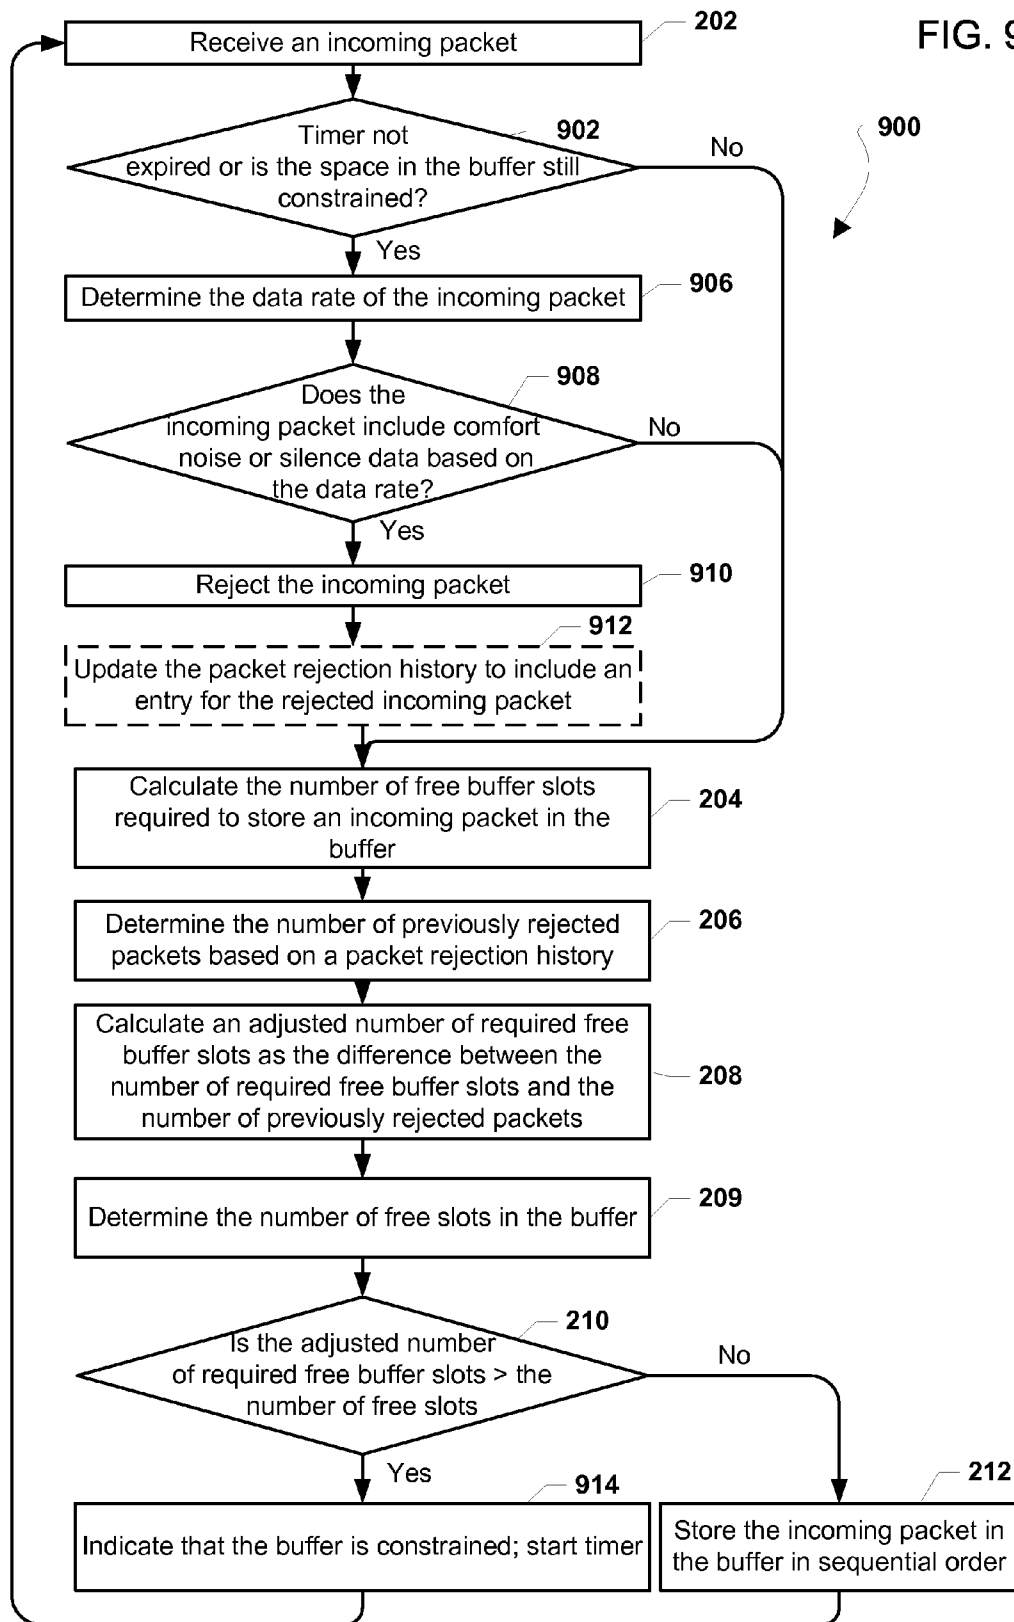 Receive an incoming packet
202
FIG. 9
900
Timer not
expired or is the space in the buffer still
constrained?
902
No
Yes
Determine the data rate of the incoming packet
906
Does the
incoming packet include comfort
noise or silence data based on
the data rate?
908
No
Yes
Reject the incoming packet
910
912
Update the packet rejection history to include an
entry for the rejected incoming packet
Calculate the number of free buffer slots
required to store an incoming packet in the
buffer
204
Determine the number of previously rejected
packets based on a packet rejection history
206
Calculate an adjusted number of required free
buffer slots as the difference between the
number of required free buffer slots and the
number of previously rejected packets
208
Determine the number of free slots in the buffer
209
Is the adjusted number
of required free buffer slots > the
number of free slots
210
No
Yes
914
Indicate that the buffer is constrained; start timer
212
Store the incoming packet in
the buffer in sequential order